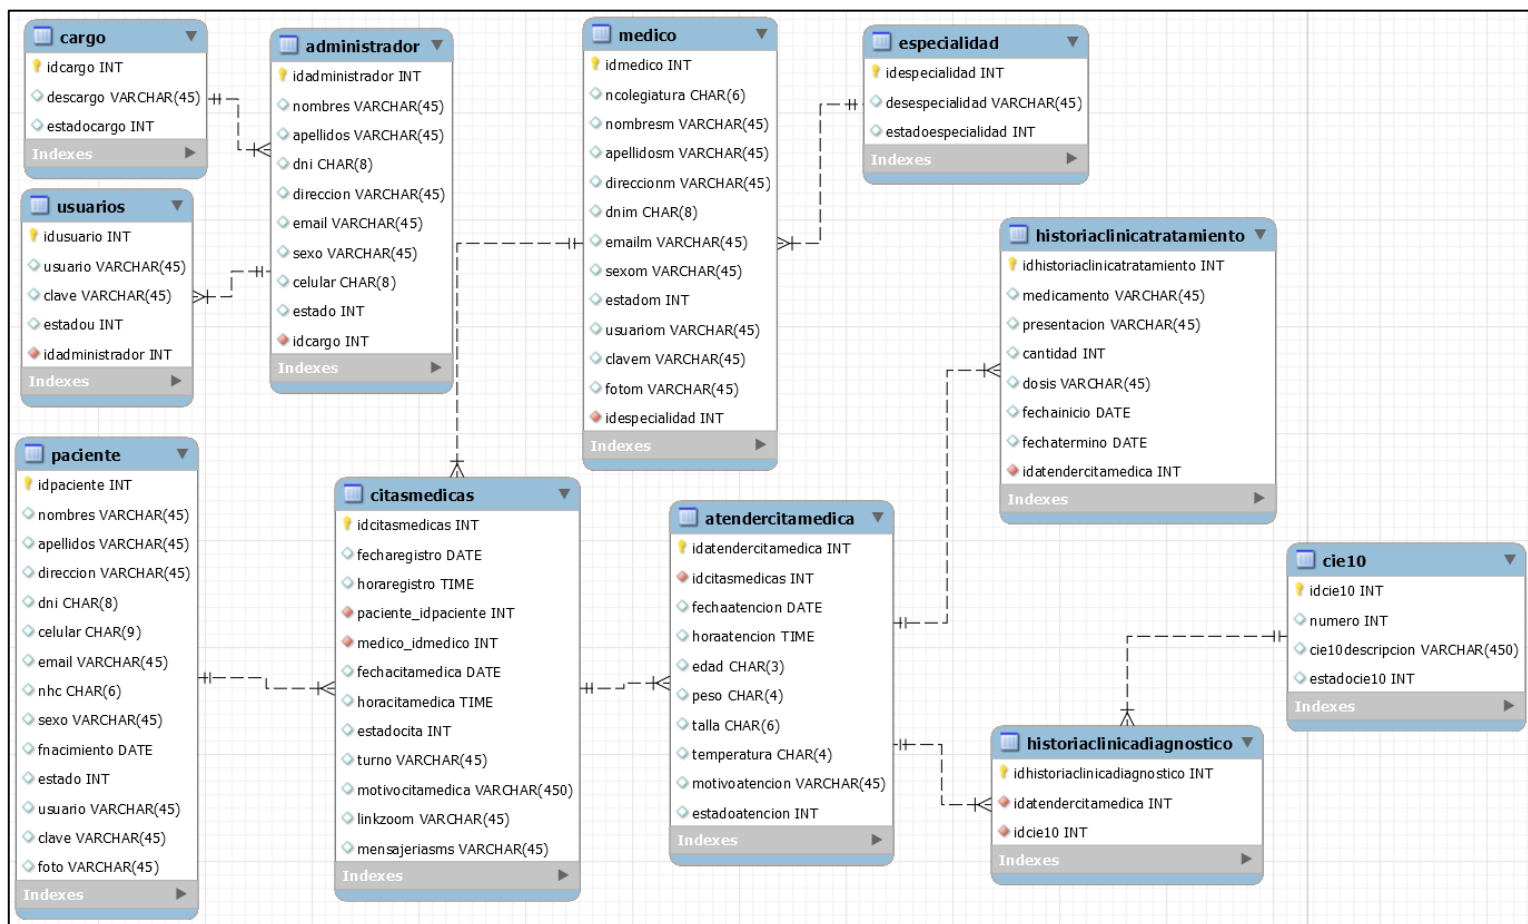 cargo
idcargo INT
descargo VARCHAR(45)
estadocargo INT
Indexes
usuarios
idusuario INT
usuario VARCHAR(45)
clave VARCHAR(45)
estadou INT
idadministrador INT
Indexes
administrador
idadministrador INT
nombres VARCHAR(45)
apellidos VARCHAR(45)
dni CHAR(8)
direccion VARCHAR(45)
email VARCHAR(45)
sexo VARCHAR(45)
celular CHAR(8)
estado INT
idcargo INT
Indexes
medico
idmedico INT
ncolegiatura CHAR(6)
nombresm VARCHAR(45)
apellidosm VARCHAR(45)
direccionm VARCHAR(45)
dnim CHAR(8)
emailm VARCHAR(45)
sexom VARCHAR(45)
estadom INT
usuariom VARCHAR(45)
clavem VARCHAR(45)
fotom VARCHAR(45)
idespecialidad INT
Indexes
especialidad
idespecialidad INT
desespecialidad VARCHAR(45)
estadoespecialidad INT
Indexes
historiaclinicatratamiento
idhistoriaclinicatratamiento INT
medicamento VARCHAR(45)
presentacion VARCHAR(45)
cantidad INT
dosis VARCHAR(45)
fechainicio DATE
fechatermino DATE
idatendercitamedica INT
Indexes
paciente
idpaciente INT
nombres VARCHAR(45)
apellidos VARCHAR(45)
direccion VARCHAR(45)
dni CHAR(8)
celular CHAR(9)
email VARCHAR(45)
nhc CHAR(6)
sexo VARCHAR(45)
fnacimiento DATE
estado INT
usuario VARCHAR(45)
clave VARCHAR(45)
foto VARCHAR(45)
Indexes
citasmedicas
idcitasmedicas INT
fecharegistro DATE
horaregistro TIME
paciente_idpaciente INT
medico_idmedico INT
fechacitamedica DATE
horacitamedica TIME
estadocita INT
turno VARCHAR(45)
motivocitamedica VARCHAR(450)
linkzoom VARCHAR(45)
mensajeriasms VARCHAR(45)
Indexes
atendercitamedica
idatendercitamedica INT
idcitasmedicas INT
fechaatencion DATE
horaatencion TIME
edad CHAR(3)
peso CHAR(4)
talla CHAR(6)
temperatura CHAR(4)
motivoatencion VARCHAR(45)
estadoatencion INT
Indexes
cie10
idcie10 INT
numero INT
cie10descripcion VARCHAR(450)
estadocie10 INT
Indexes
historiaclinicadiagnostico
idhistoriaclinicadiagnostico INT
idatendercitamedica INT
idcie10 INT
Indexes